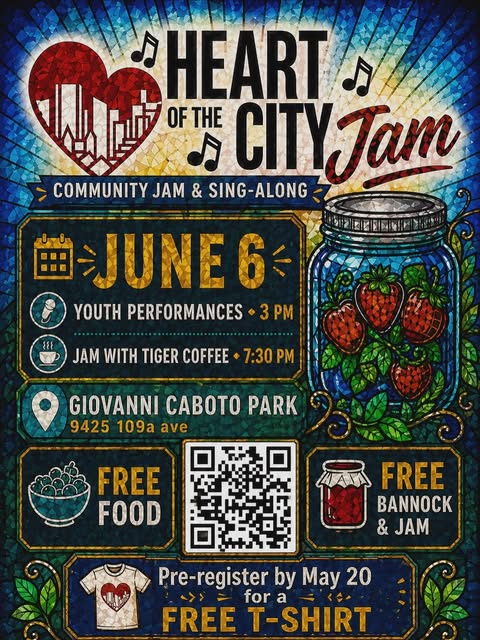 HEART
OF THE CITY Jam
COMMUNITY JAM & SING-ALONG
JUNE 6
YOUTH PERFORMANCES • 3 PM
JAM WITH TIGER COFFEE • 7:30 PM
GIOVANNI CABOTO PARK
9425 109a ave
FREE
FOOD
FREE
BANNOCK
& JAM
Pre-register by May 20
for a
FREE T-SHIRT